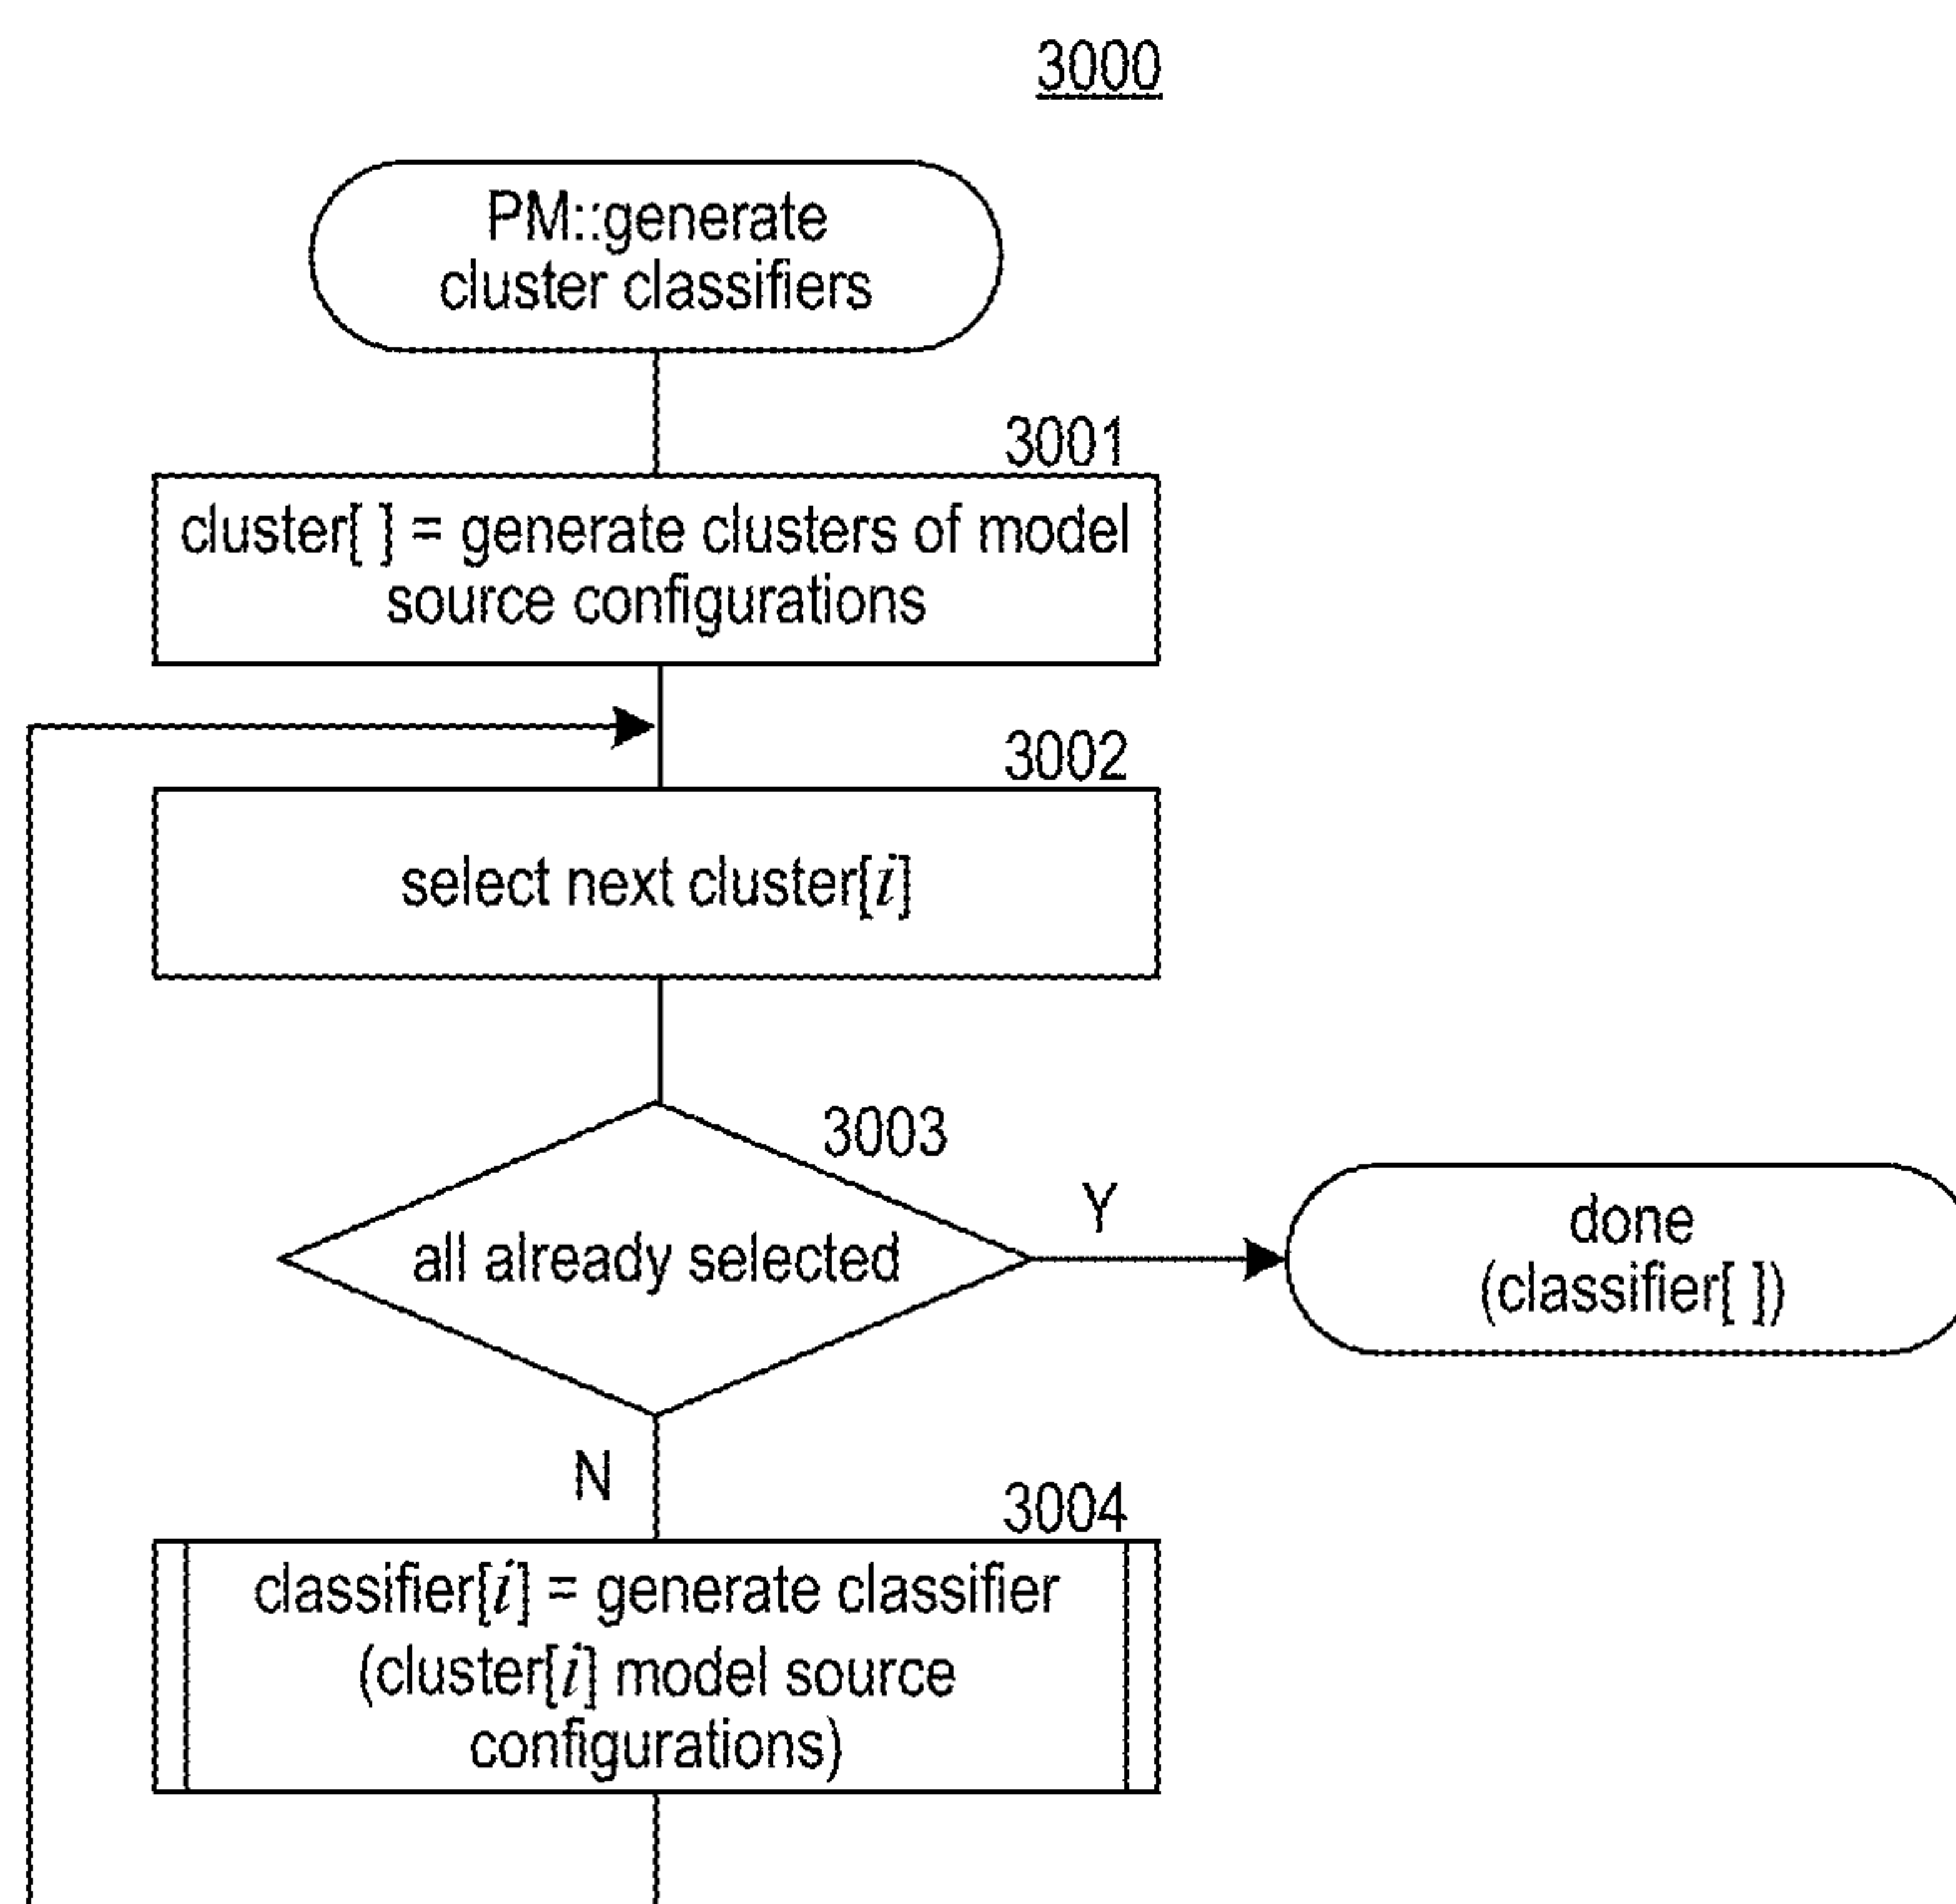 3000
PM::generate
cluster classifiers
3001
cluster[ ] = generate clusters of model
source configurations
3002
select next cluster[i]
3003
all already selected
Y
done
(classifier[ ])
N
3004
classifier[i] = generate classifier
(cluster[i] model source
configurations)